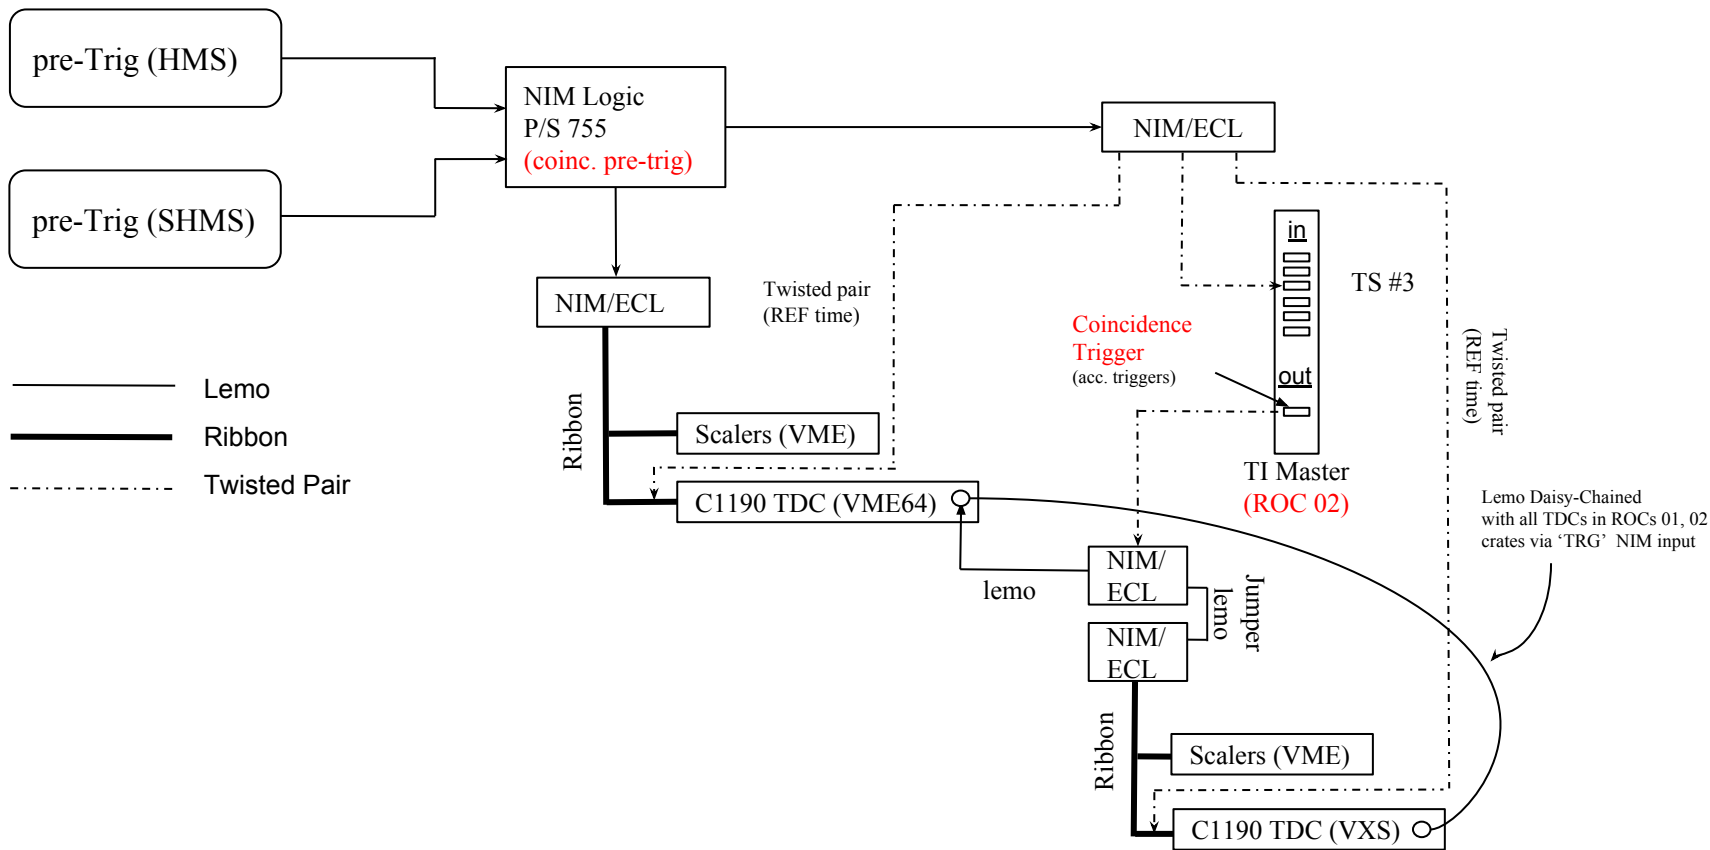 pre-Trig (HMS)
pre-Trig (SHMS)
NIM Logic
P/S 755
(coinc. pre-trig)
NIM/ECL
NIM/ECL
Twisted pair
(REF time)
in
TS #3
Coincidence
Trigger
(acc. triggers)
out
Twisted pair
(REF time)
Lemo
Ribbon
Twisted Pair
Ribbon
Scalers (VME)
C1190 TDC (VME64)
TI Master
(ROC 02)
Lemo Daisy-Chained
with all TDCs in ROCs 01, 02
crates via ‘TRG’ NIM input
lemo
NIM/
ECL
Jumper
lemo
NIM/
ECL
Ribbon
Scalers (VME)
C1190 TDC (VXS)